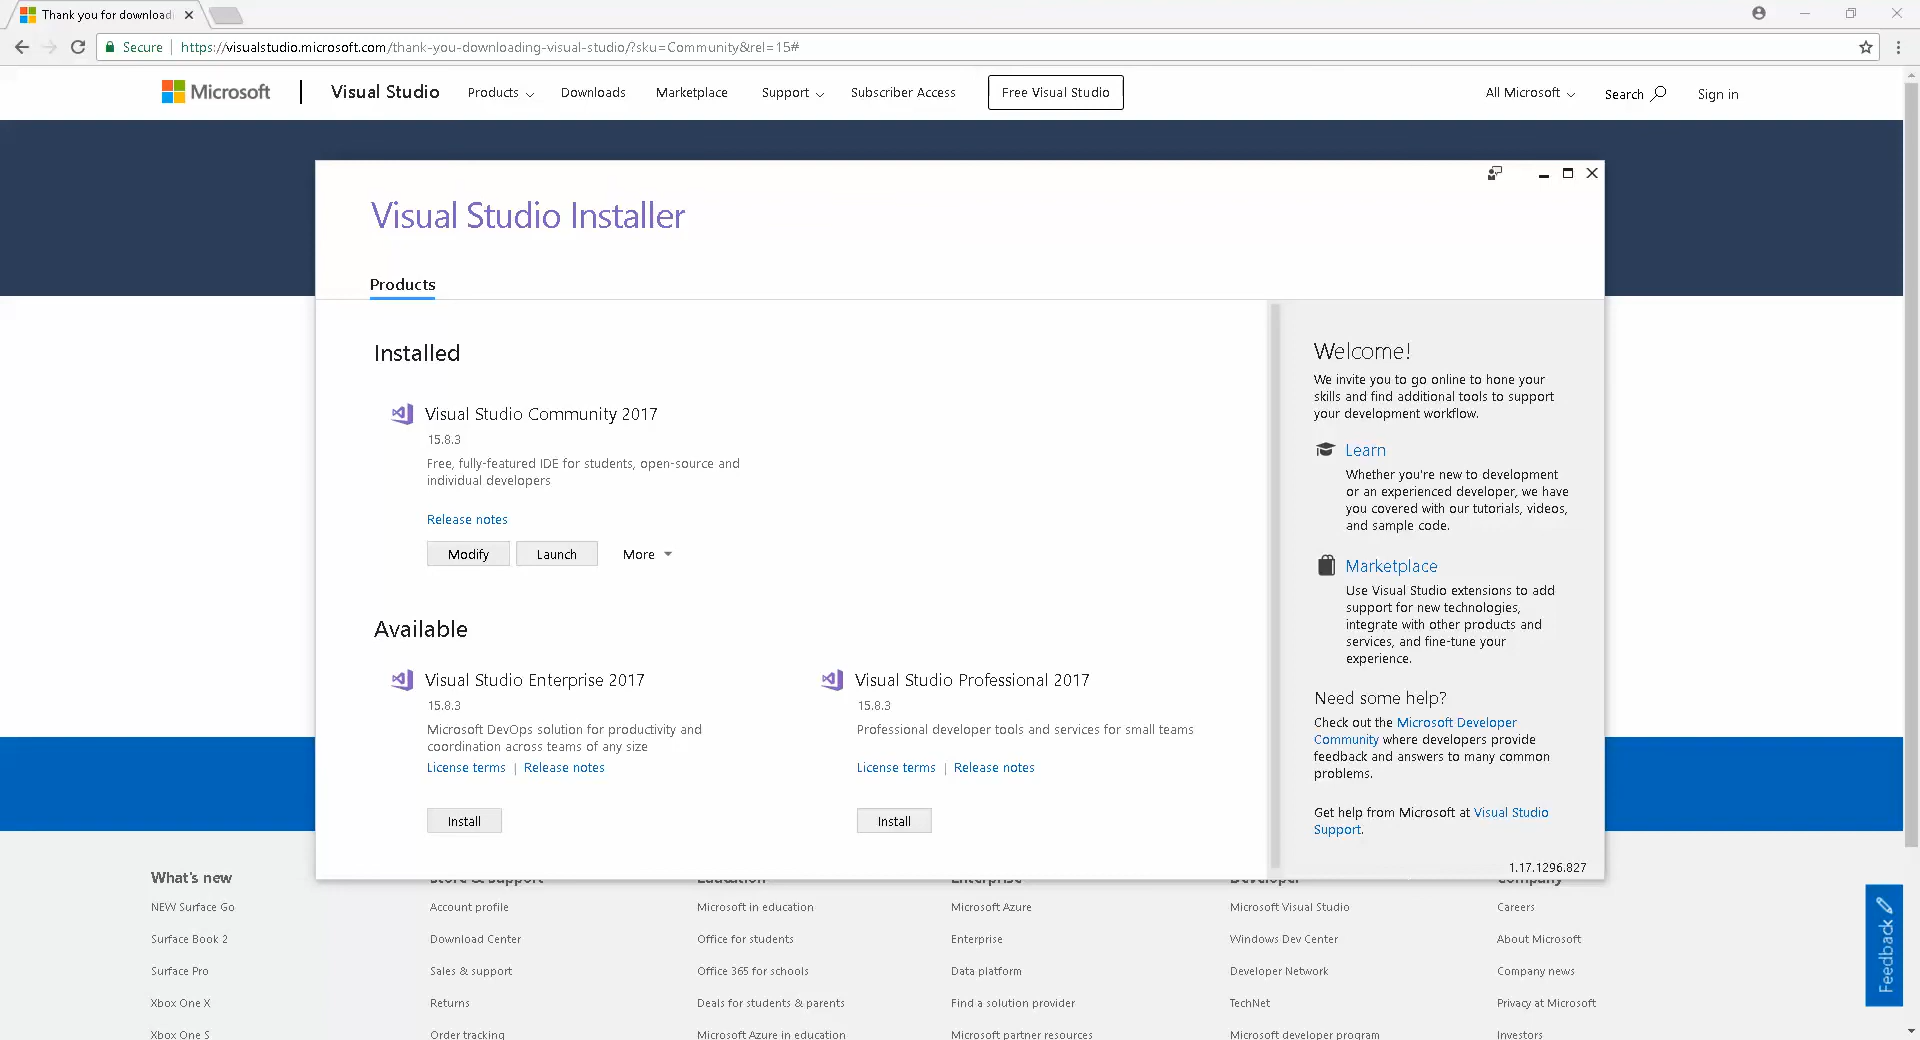 Thank you for downloadi
Secure
https://visualstudio.microsoft.com/thank-you-downloading-visual-studio/?sku=Community&rel=15#
Microsoft
Visual Studio
Products
Downloads
Marketplace
Support
Subscriber Access
Free Visual Studio
All Microsoft
Search
Sign in
Visual Studio Installer
Products
Installed
Visual Studio Community 2017
15.8.3
Free, fully-featured IDE for students, open-source and
individual developers
Release notes
Modify
Launch
More
Available
Visual Studio Enterprise 2017
15.8.3
Microsoft DevOps solution for productivity and
coordination across teams of any size
License terms | Release notes
Install
Visual Studio Professional 2017
15.8.3
Professional developer tools and services for small teams
License terms | Release notes
Install
Welcome!
We invite you to go online to hone your
skills and find additional tools to support
your development workflow.
Learn
Whether you're new to development
or an experienced developer, we have
you covered with our tutorials, videos,
and sample code.
Marketplace
Use Visual Studio extensions to add
support for new technologies,
integrate with other products and
services, and fine-tune your
experience.
Need some help?
Check out the Microsoft Developer
Community where developers provide
feedback and answers to many common
problems.
Get help from Microsoft at Visual Studio
Support.
1.17.1296.827
What's new
NEW Surface Go
Surface Book 2
Surface Pro
Xbox One X
Xbox One S
Store & Support
Account profile
Download Center
Sales & support
Returns
Order tracking
Education
Microsoft in education
Office for students
Office 365 for schools
Deals for students & parents
Microsoft Azure in education
Enterprise
Microsoft Azure
Enterprise
Data platform
Find a solution provider
Microsoft partner resources
Developer
Microsoft Visual Studio
Windows Dev Center
Developer Network
TechNet
Microsoft developer program
Company
Careers
About Microsoft
Company news
Privacy at Microsoft
Investors
Feedback